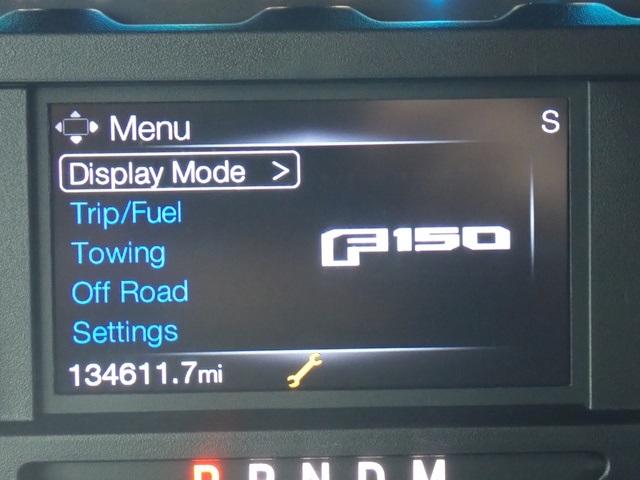 Menu
S
Display Mode >
Trip/Fuel
F150
Towing
Off Road
Settings
134611.7mi
P R N D M